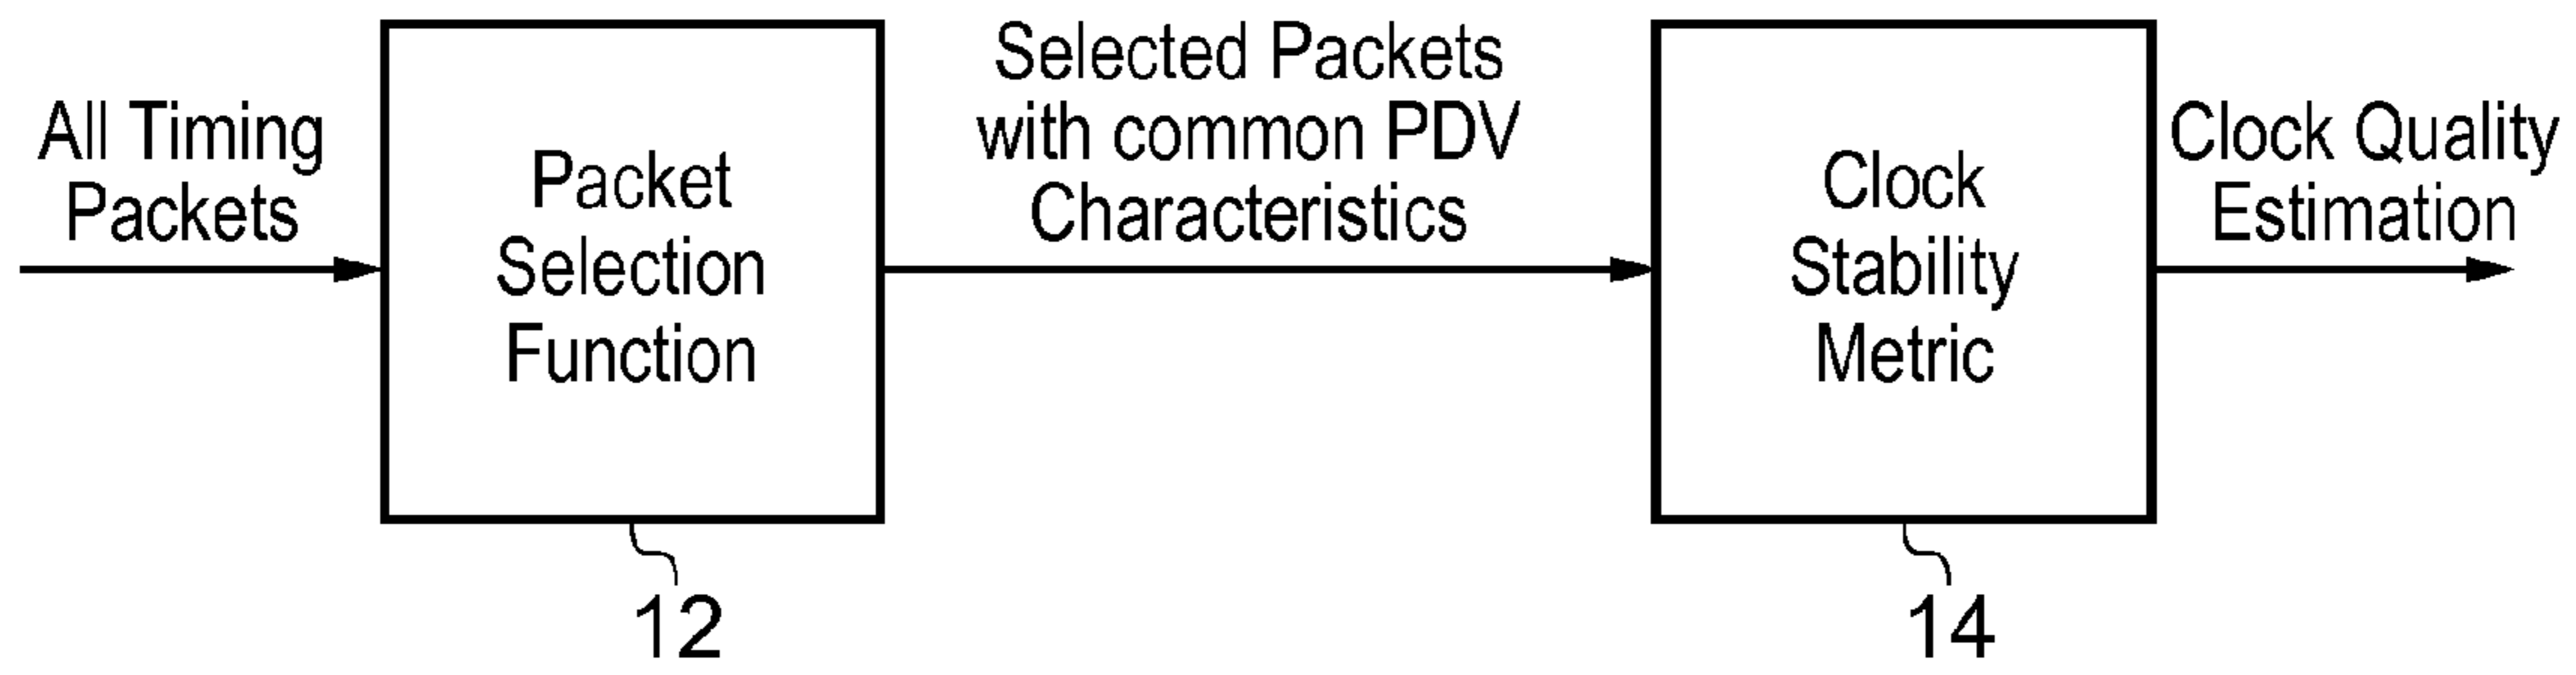 All Timing
Packets
Packet
Selection
Function
12
Selected Packets
with common PDV
Characteristics
Clock
Stability
Metric
14
Clock Quality
Estimation